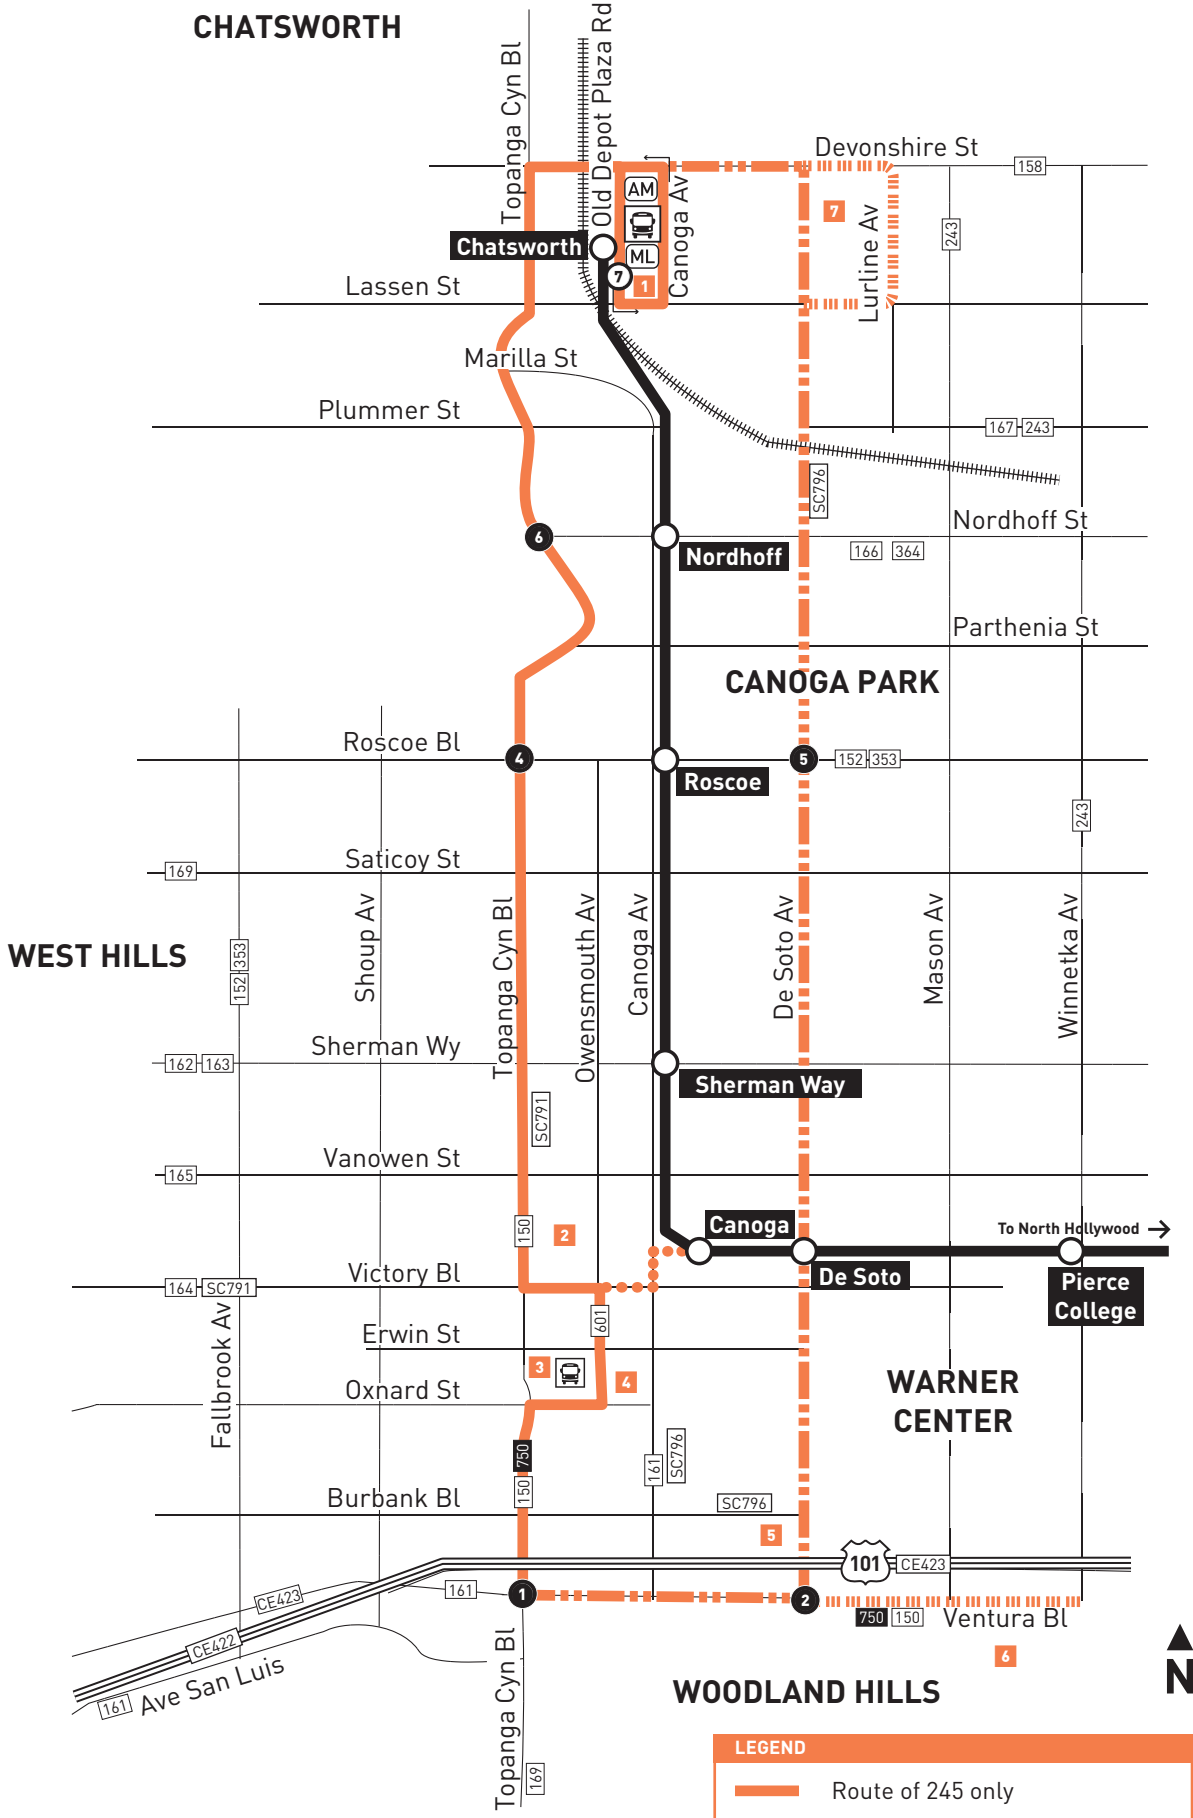 CHATSWORTH
Topanga Cyn Bl
Old Depot Plaza Rd
Canoga Av
Devonshire St
158
AM
ML
7
7
1
243
Lurline Av
Chatsworth
Lassen St
Marilla St
Plummer St
167 243
SC796
6
Nordhoff St
Nordhoff
166 364
Parthenia St
CANOGA PARK
Roscoe Bl
4
5
152 353
Roscoe
243
Saticoy St
169
WEST HILLS
152 353
Shoup Av
Topanga Cyn Bl
Owensmouth Av
Canoga Av
De Soto Av
Mason Av
Winnetka Av
Sherman Wy
162 163
Sherman Way
SC791
Vanowen St
165
150
2
Canoga
To North Hollywood
Victory Bl
164 SC791
De Soto
Pierce
College
Fallbrook Av
601
Erwin St
3
4
Oxnard St
WARNER
CENTER
750
150
161
SC796
Burbank Bl
SC796
5
101
CE423
CE423
161
1
2
750 150
Ventura Bl
CE422
161
Ave San Luis
6
Topanga Cyn Bl
WOODLAND HILLS
N
169
LEGEND
Route of 245 only